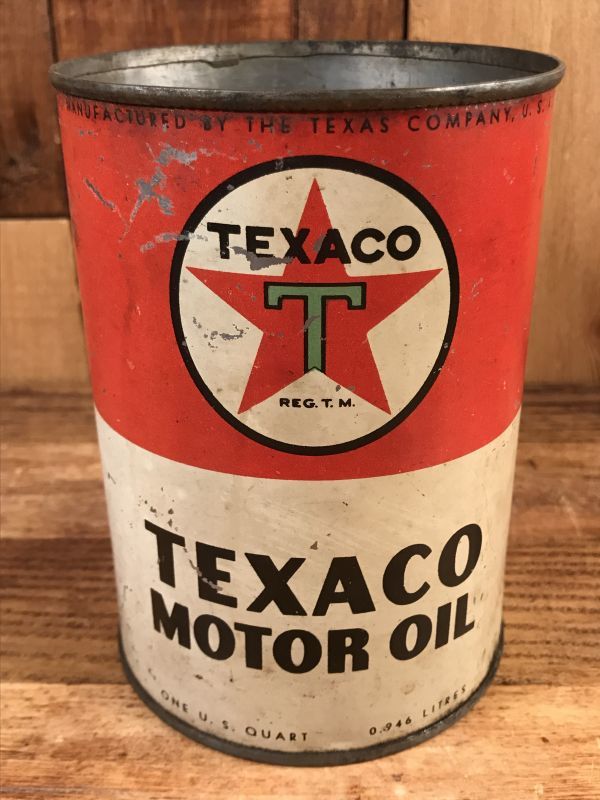 MANUFACTURED BY THE TEXAS COMPANY, U.S.A.
TEXACO
T
REG. T. M.
TEXACO
MOTOR OIL
ONE U.S. QUART 0.946 LITRES